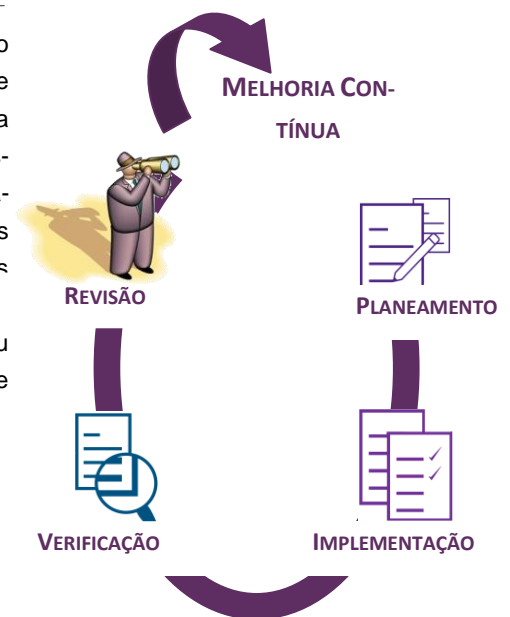 o
e
a
-
-
s
s
u
e
MELHORIA CON-
TÍNUA
REVISÃO
PLANEAMENTO
VERIFICAÇÃO
IMPLEMENTAÇÃO